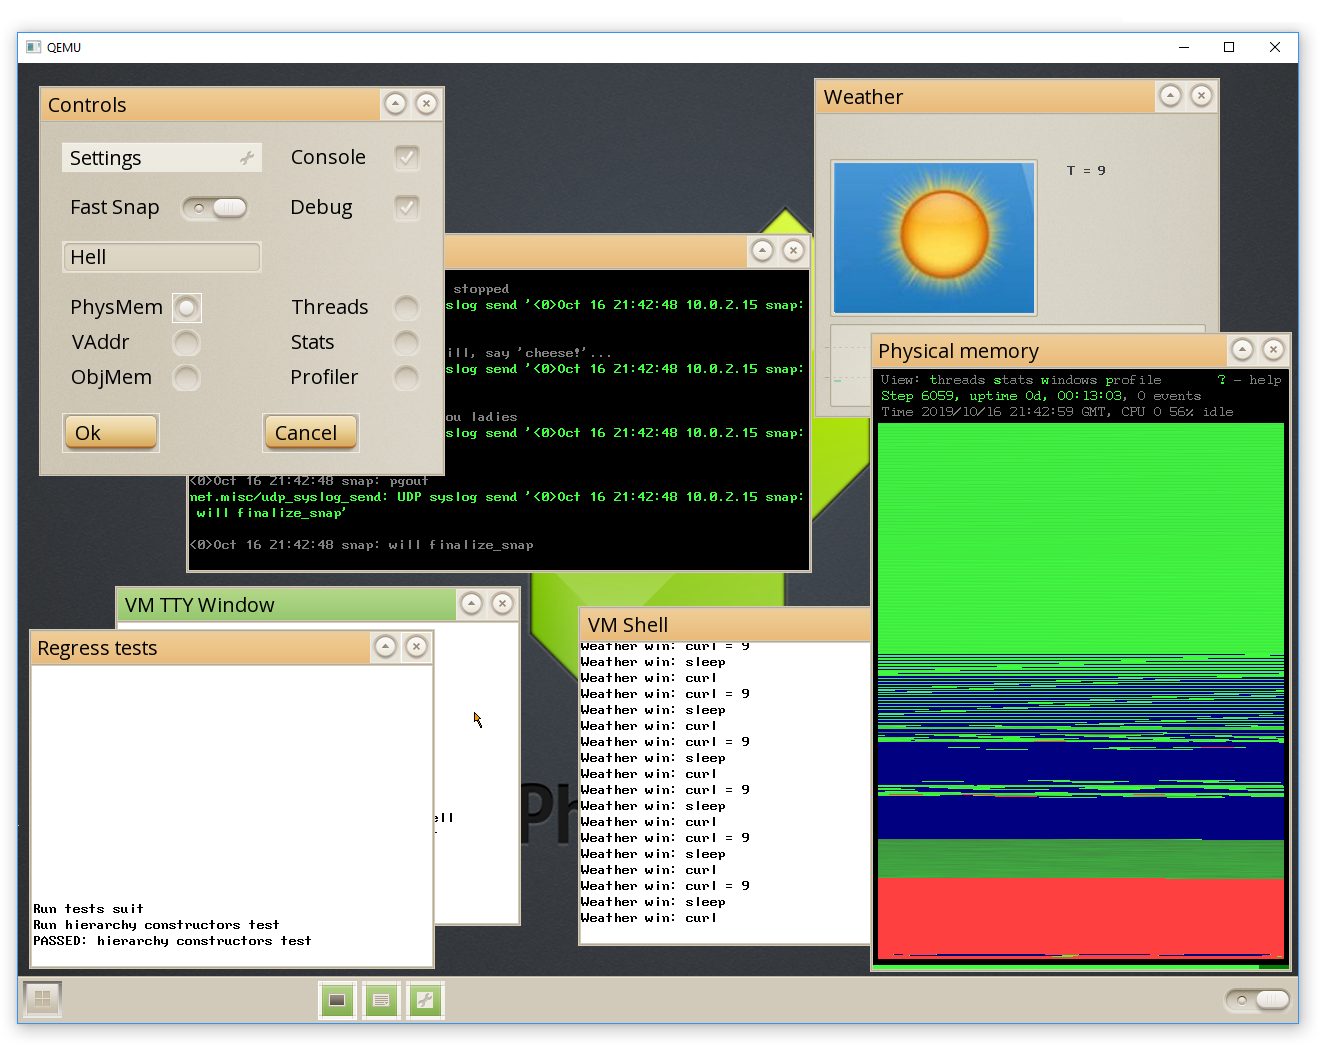 QEMU
Controls
Settings
Console
Fast Snap
Debug
Hell
PhysMem
Threads
VAddr
Stats
ObjMem
Profiler
Ok
Cancel
stopped
slog send '<0>Oct 16 21:42:48 10.0.2.15 snap:
ill, say 'cheese!'...
slog send '<0>Oct 16 21:42:48 10.0.2.15 snap:
ou ladies
slog send '<0>Oct 16 21:42:48 10.0.2.15 snap:
<0>Oct 16 21:42:48 snap: pgout
net.misc/udp_syslog_send: UDP syslog send '<0>Oct 16 21:42:48 10.0.2.15 snap:
will finalize_snap'
<0>Oct 16 21:42:48 snap: will finalize_snap
Weather
T = 9
Physical memory
View: threads stats windows profile ? - help
Step 6059, uptime 0d, 00:13:03, 0 events
Time 2019/10/16 21:42:59 GMT, CPU 0 56% idle
VM TTY Window
ell
Regress tests
Run tests suit
Run hierarchy constructors test
PASSED: hierarchy constructors test
Ph
VM Shell
Weather win: curl = 9
Weather win: sleep
Weather win: curl
Weather win: curl = 9
Weather win: sleep
Weather win: curl
Weather win: curl = 9
Weather win: sleep
Weather win: curl
Weather win: curl = 9
Weather win: sleep
Weather win: curl
Weather win: curl = 9
Weather win: sleep
Weather win: curl
Weather win: curl = 9
Weather win: sleep
Weather win: curl